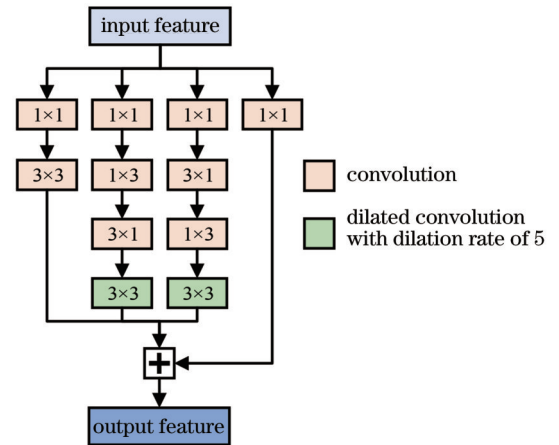 input feature
1×1 1×1 1×1 1×1
3×3 1×3 3×1
convolution
3×1 1×3
dilated convolution
with dilation rate of 5
3×3 3×3
+
output feature